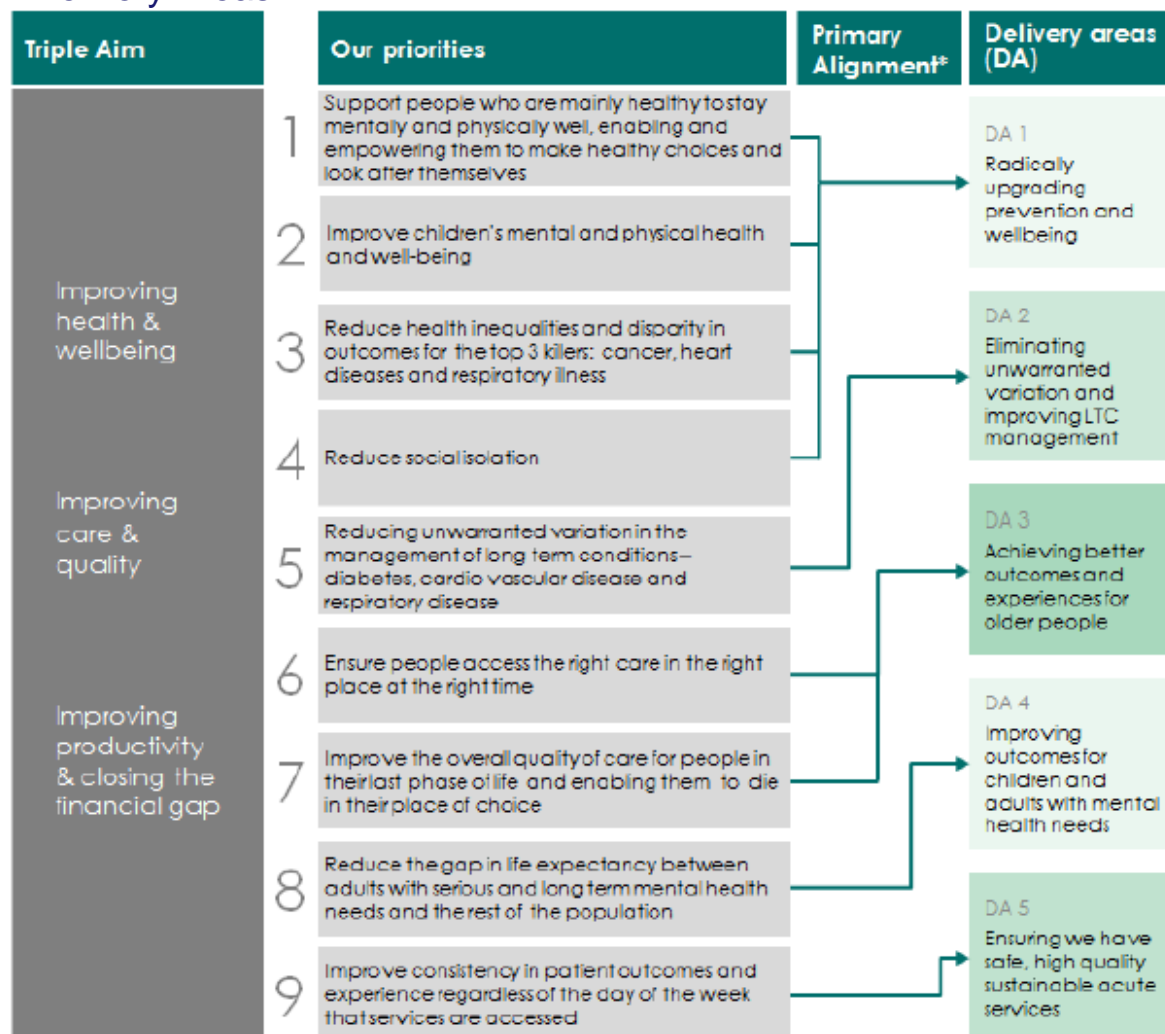 Triple Aim
Our priorities
Primary
Alignment*
Delivery areas
(DA)
Improving
health &
wellbeing
Improving
care &
quality
Improving
productivity
& closing the
financial gap
1
Support people who are mainly healthy to stay
mentally and physically well, enabling and
empowering them to make healthy choices and
look after themselves
2
Improve children's mental and physical health
and well-being
3
Reduce health inequalities and disparity in
outcomes for the top 3 killers: cancer, heart
diseases and respiratory illness
4
Reduce social isolation
5
Reducing unwarranted variation in the
management of long term conditions–
diabetes, cardio vascular disease and
respiratory disease
6
Ensure people access the right care in the right
place at the right time
7
Improve the overall quality of care for people in
their last phase of life and enabling them to die
in their place of choice
8
Reduce the gap in life expectancy between
adults with serious and long term mental health
needs and the rest of the population
9
Improve consistency in patient outcomes and
experience regardless of the day of the week
that services are accessed
DA 1
Radically
upgrading
prevention and
wellbeing
DA 2
Eliminating
unwarranted
variation and
improving LTC
management
DA 3
Achieving better
outcomes and
experiences for
older people
DA 4
Improving
outcomes for
children and
adults with mental
health needs
DA 5
Ensuring we have
safe, high quality
sustainable acute
services